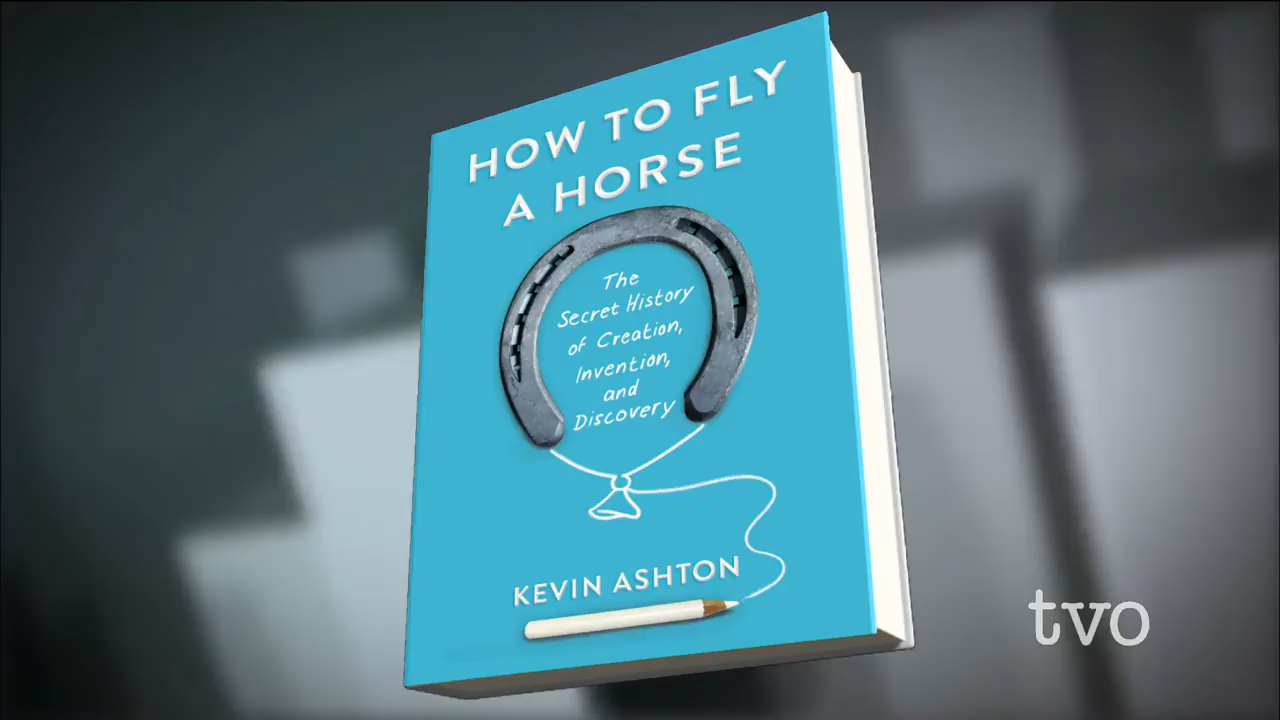 HOW TO FLY
A HORSE
The
Secret History
of Creation,
Invention,
and
Discovery
KEVIN ASHTON
tvo